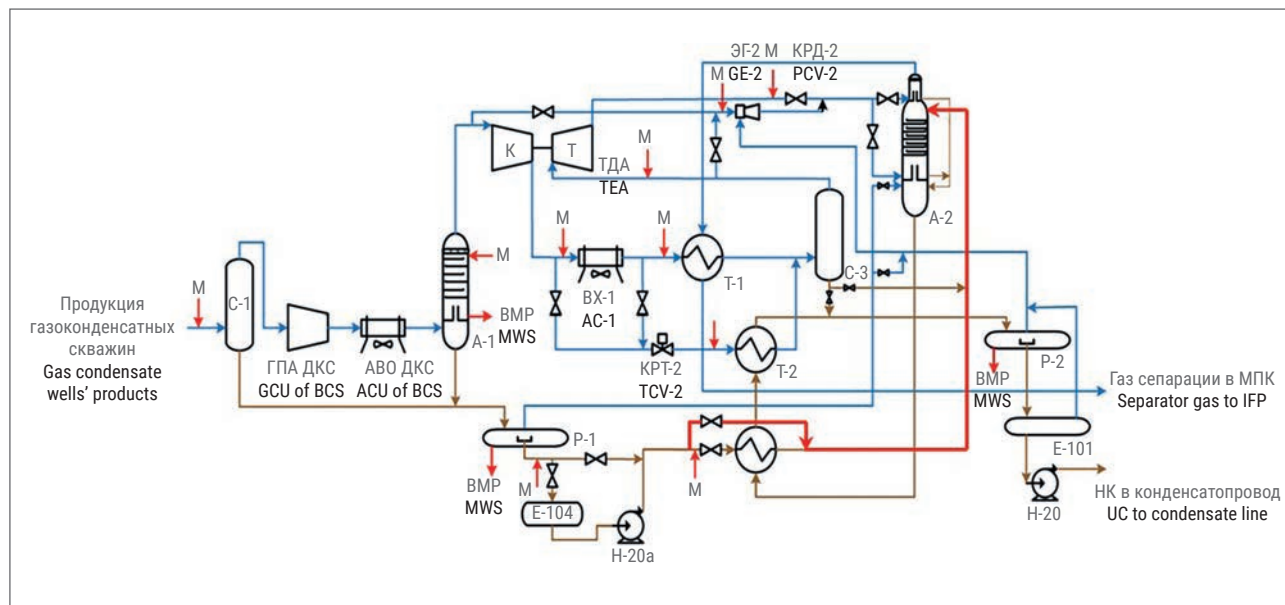 ЭГ-2 М КРД-2
М GE-2 PCV-2
К
Т
М
ТДА
TEA
А-2
М
М
М
С-3
С-1
М
ВХ-1
AC-1
Т-1
Продукция
газоконденсатных
скважин
Gas condensate
wells’ products
ГПА ДКС
GCU of BCS
АВО ДКС
ACU of BCS
А-1
ВМР
MWS
КРТ-2
TCV-2
Т-2
Р-2
ВМР
MWS
Газ сепарации в МПК
Separator gas to IFP
Е-101
Р-1
ВМР
MWS
М
М
Е-104
Н-20а
Н-20
НК в конденсатопровод
UC to condensate line